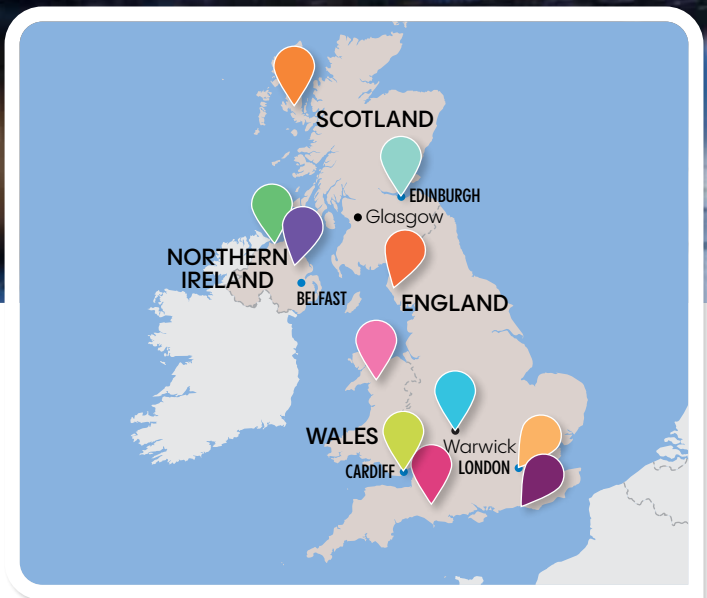 SCOTLAND
EDINBURGH
Glasgow
NORTHERN
IRELAND
BELFAST
ENGLAND
WALES
Warwick
CARDIFF
LONDON